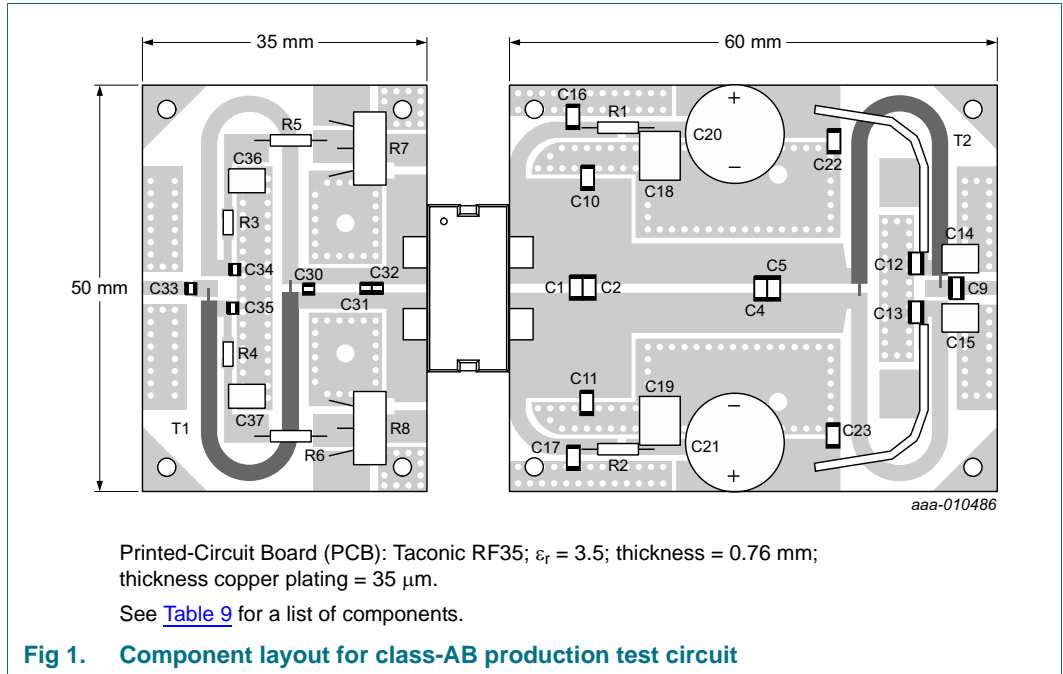 35 mm
60 mm
50 mm
C16
R1
C20
+
−
C22
T2
C10
C18
R5
R7
C36
R3
C34
C30
C32
C33
C31
C35
R4
C37
T1
R6
R8
C14
C12
C9
C13
C15
C5
C1
C2
C4
C11
C19
C17
R2
C21
−
+
C23
aaa-010486
Printed-Circuit Board (PCB): Taconic RF35; εr = 3.5; thickness = 0.76 mm;
thickness copper plating = 35 μm.
See Table 9 for a list of components.
Fig 1. Component layout for class-AB production test circuit